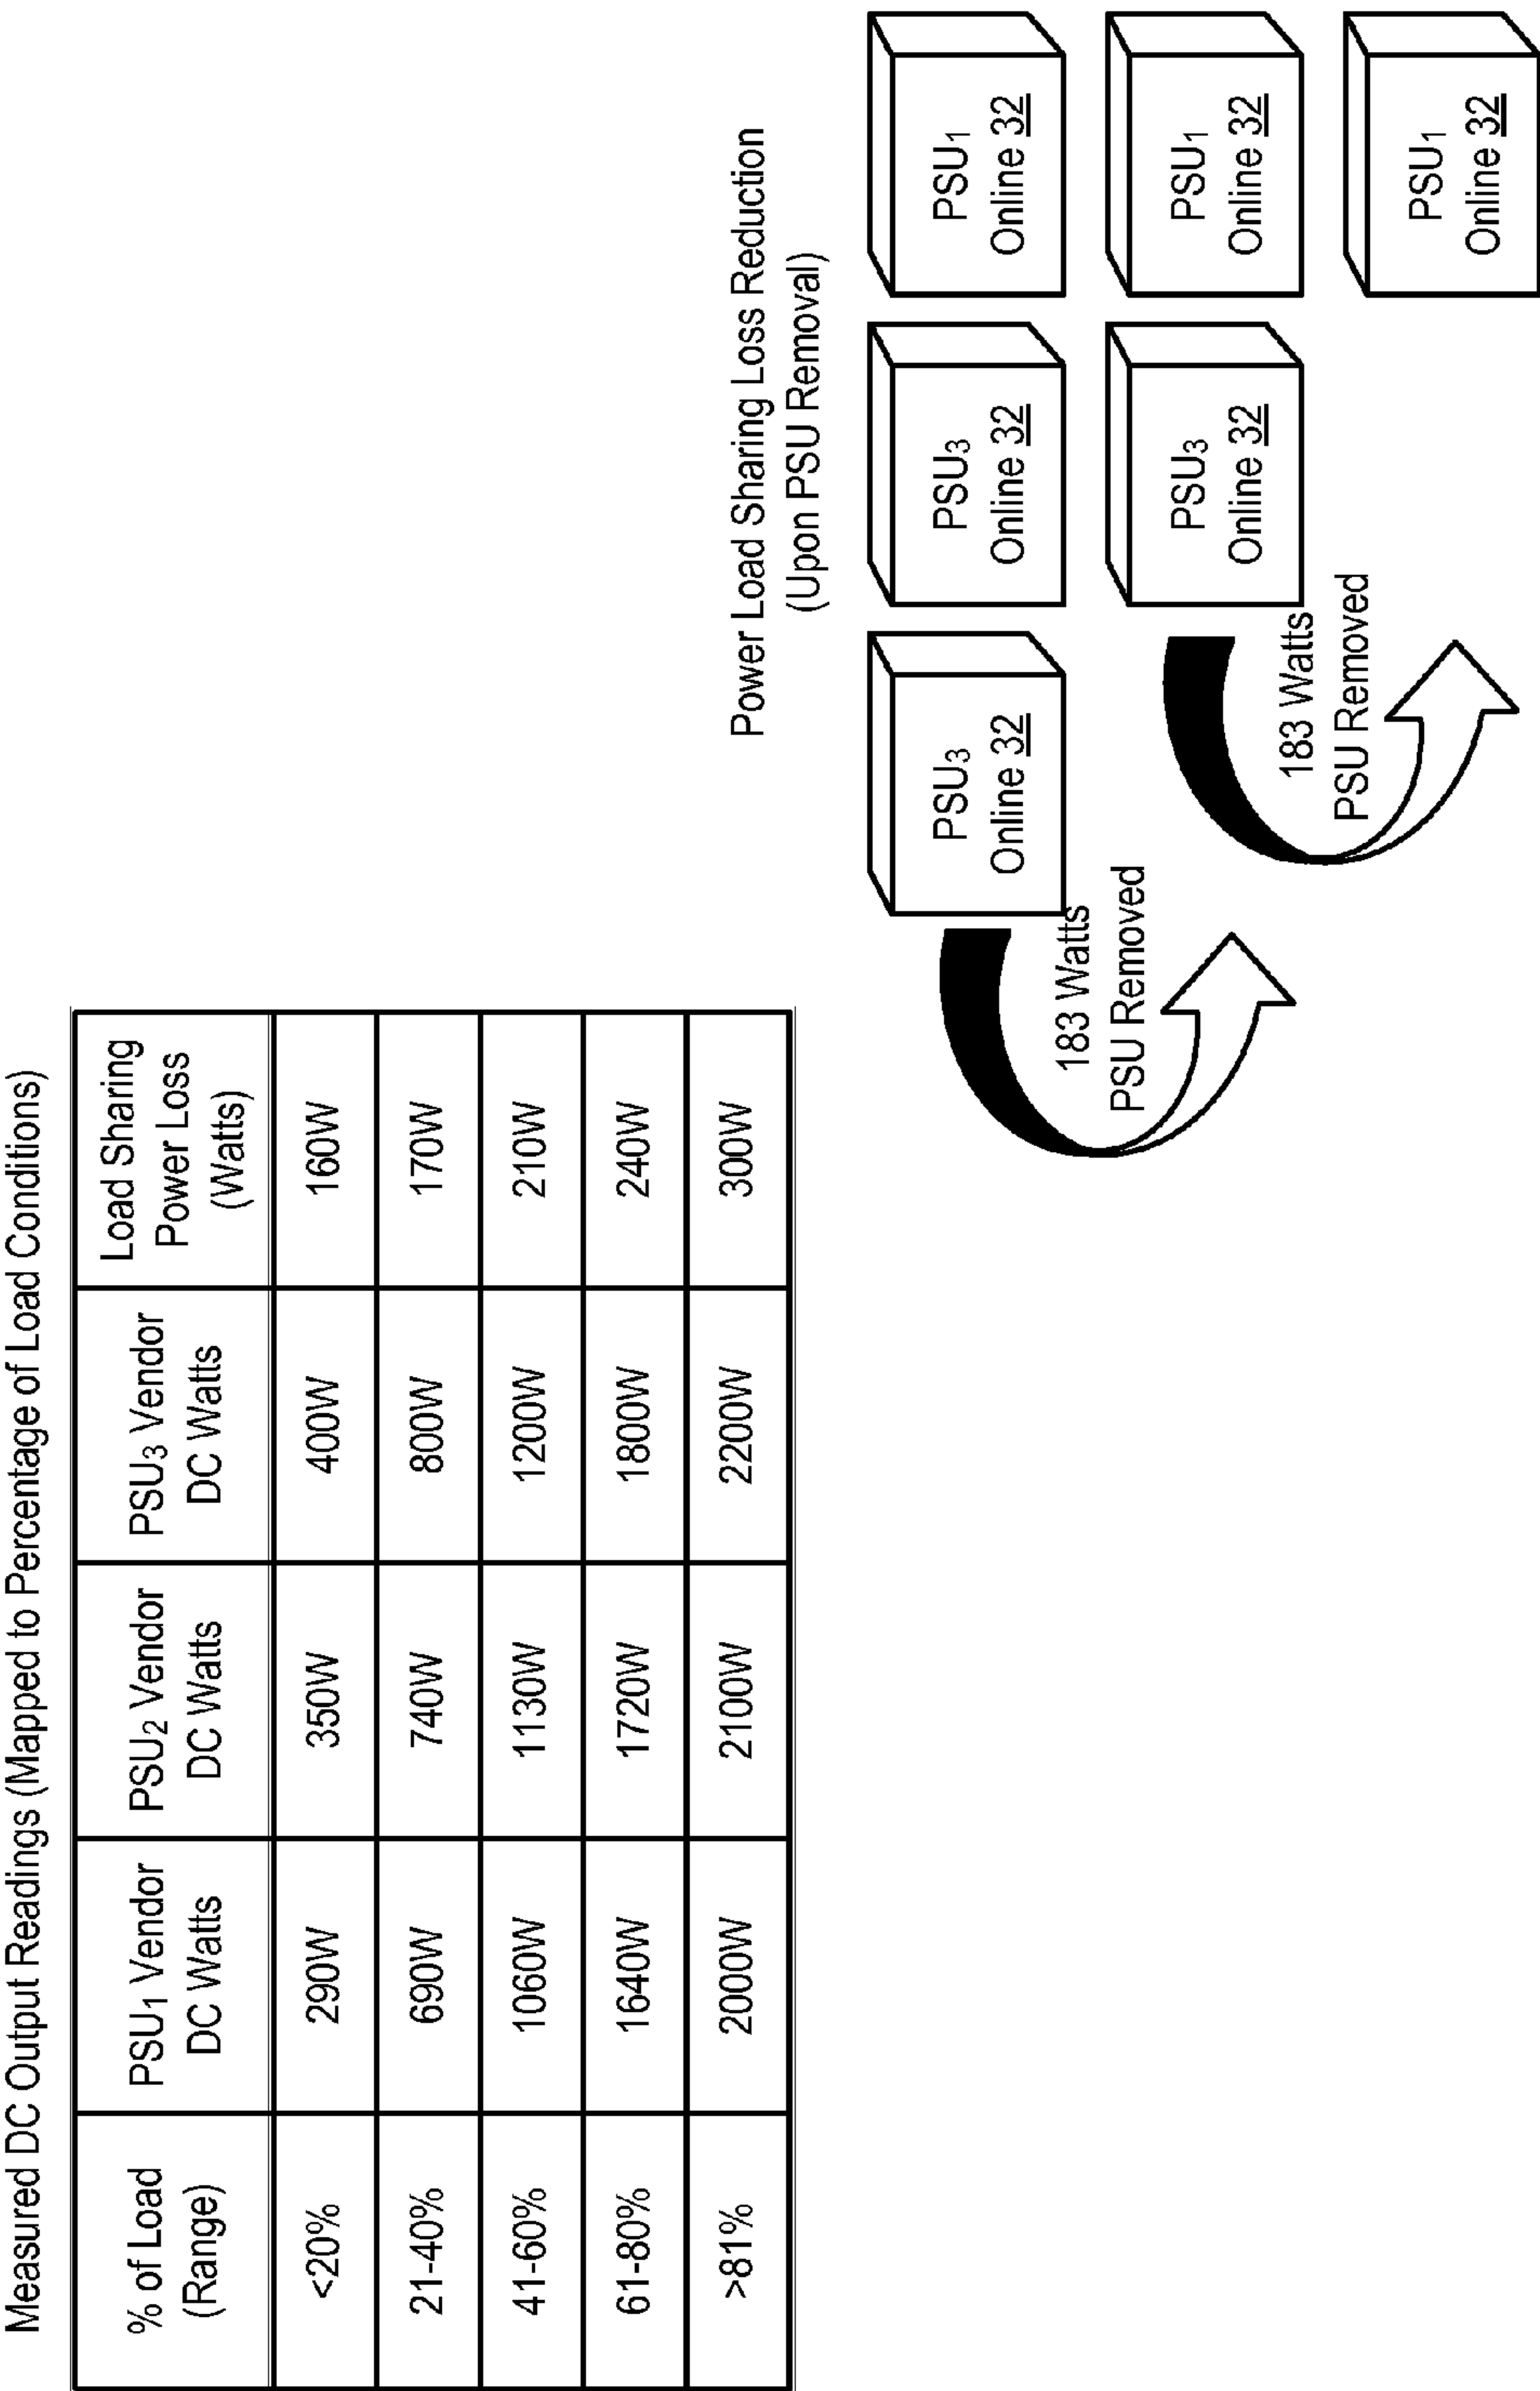 Measured DC Output Readings (Mapped to Percentage of Load Conditions)
% of Load
(Range)
PSU1 Vendor
DC Watts
PSU2 Vendor
DC Watts
PSU3 Vendor
DC Watts
Load Sharing
Power Loss
(Watts)
<20%
290W
350W
400W
160W
21-40%
690W
740W
800W
170W
41-60%
1060W
1130W
1200W
210W
61-80%
1640W
1720W
1800W
240W
>81%
2000W
2100W
2200W
300W
Power Load Sharing Loss Reduction
(Upon PSU Removal)
PSU3
Online 32
PSU3
Online 32
PSU1
Online 32
183 Watts
PSU Removed
PSU3
Online 32
PSU1
Online 32
183 Watts
PSU Removed
PSU1
Online 32